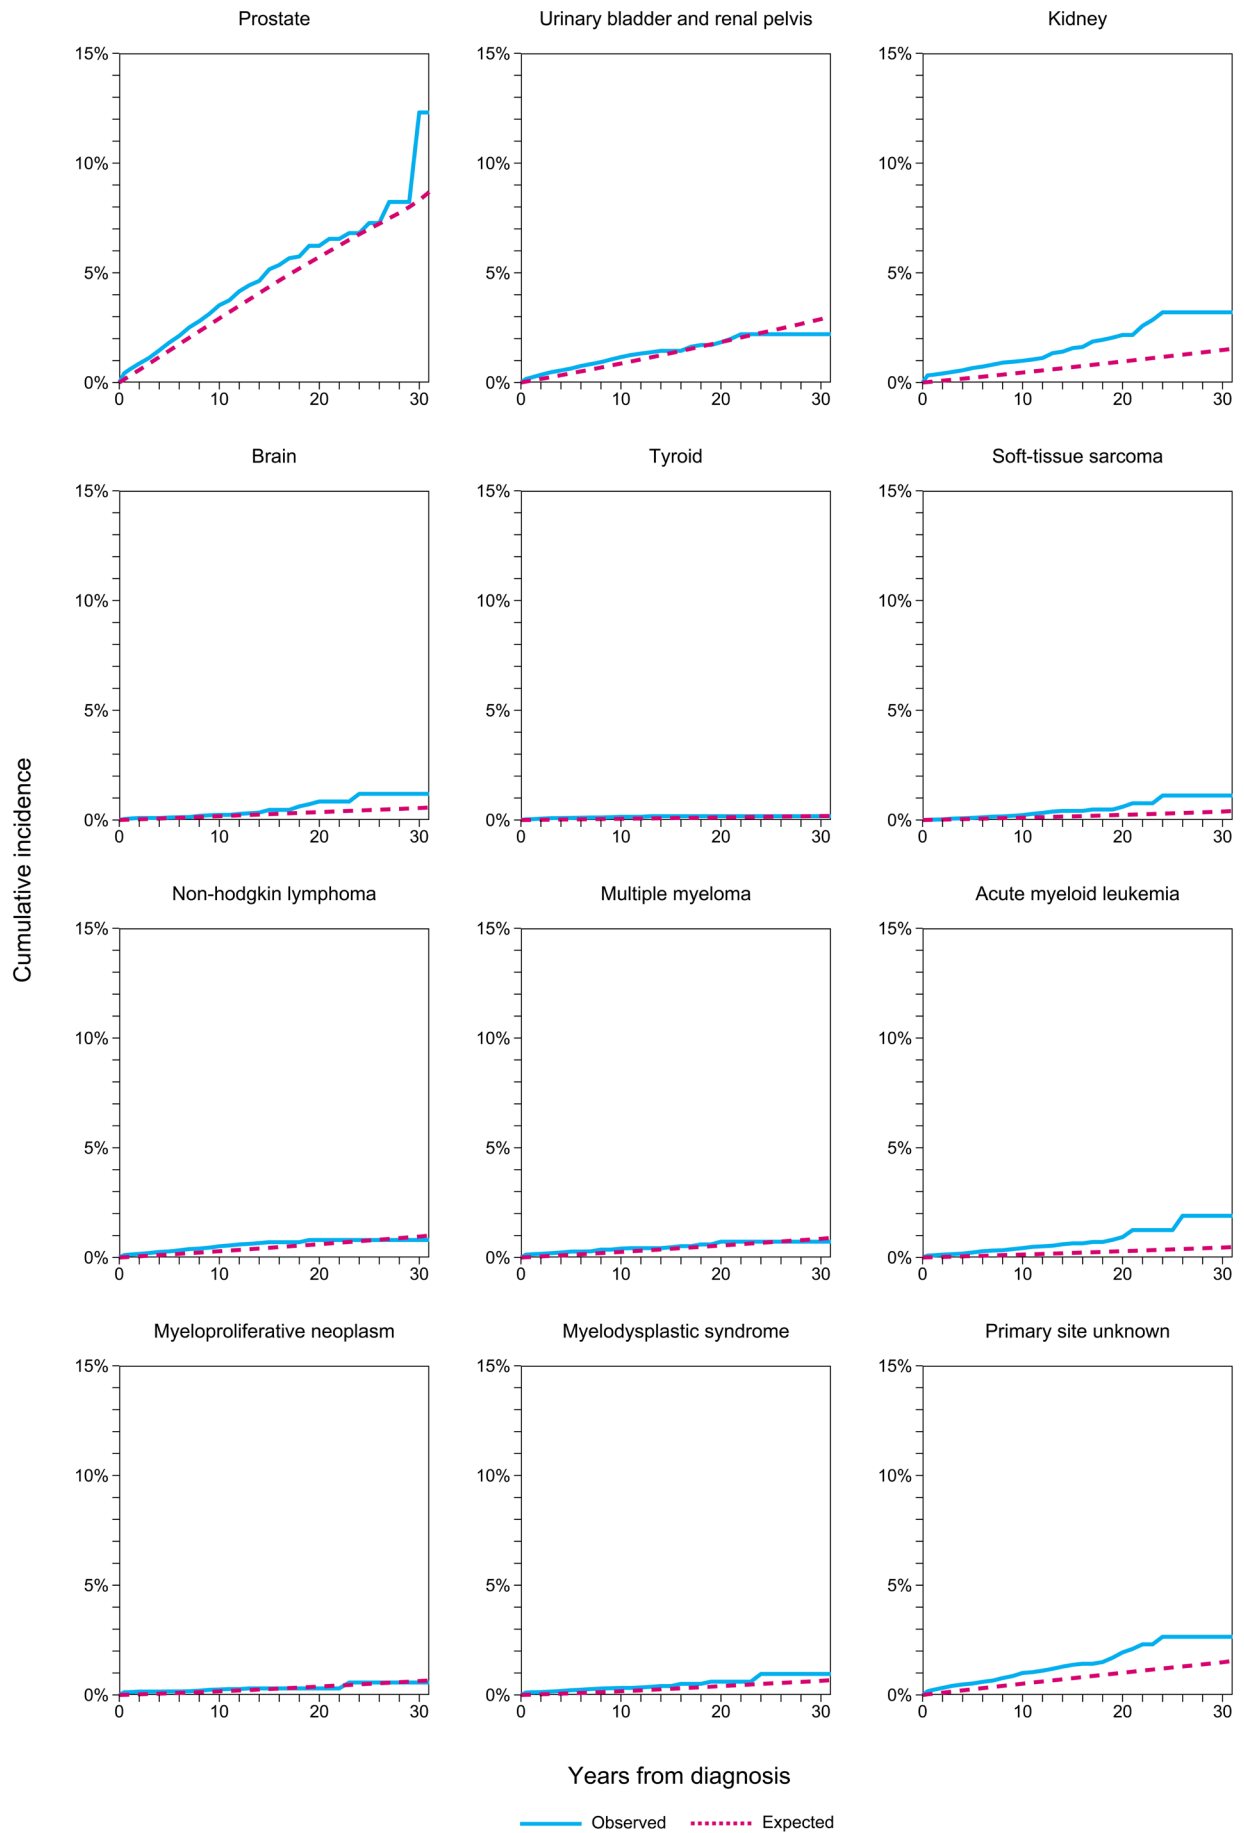 Prostate
Urinary bladder and renal pelvis
Kidney
15%
10%
5%
0%
0 10 20 30
15%
10%
5%
0%
0 10 20 30
15%
10%
5%
0%
0 10 20 30
Brain
Tyroid
Soft-tissue sarcoma
15%
10%
5%
0%
0 10 20 30
15%
10%
5%
0%
0 10 20 30
15%
10%
5%
0%
0 10 20 30
Cumulative incidence
Non-hodgkin lymphoma
Multiple myeloma
Acute myeloid leukemia
15%
10%
5%
0%
0 10 20 30
15%
10%
5%
0%
0 10 20 30
15%
10%
5%
0%
0 10 20 30
Myeloproliferative neoplasm
Myelodysplastic syndrome
Primary site unknown
15%
10%
5%
0%
0 10 20 30
15%
10%
5%
0%
0 10 20 30
15%
10%
5%
0%
0 10 20 30
Years from diagnosis
Observed Expected